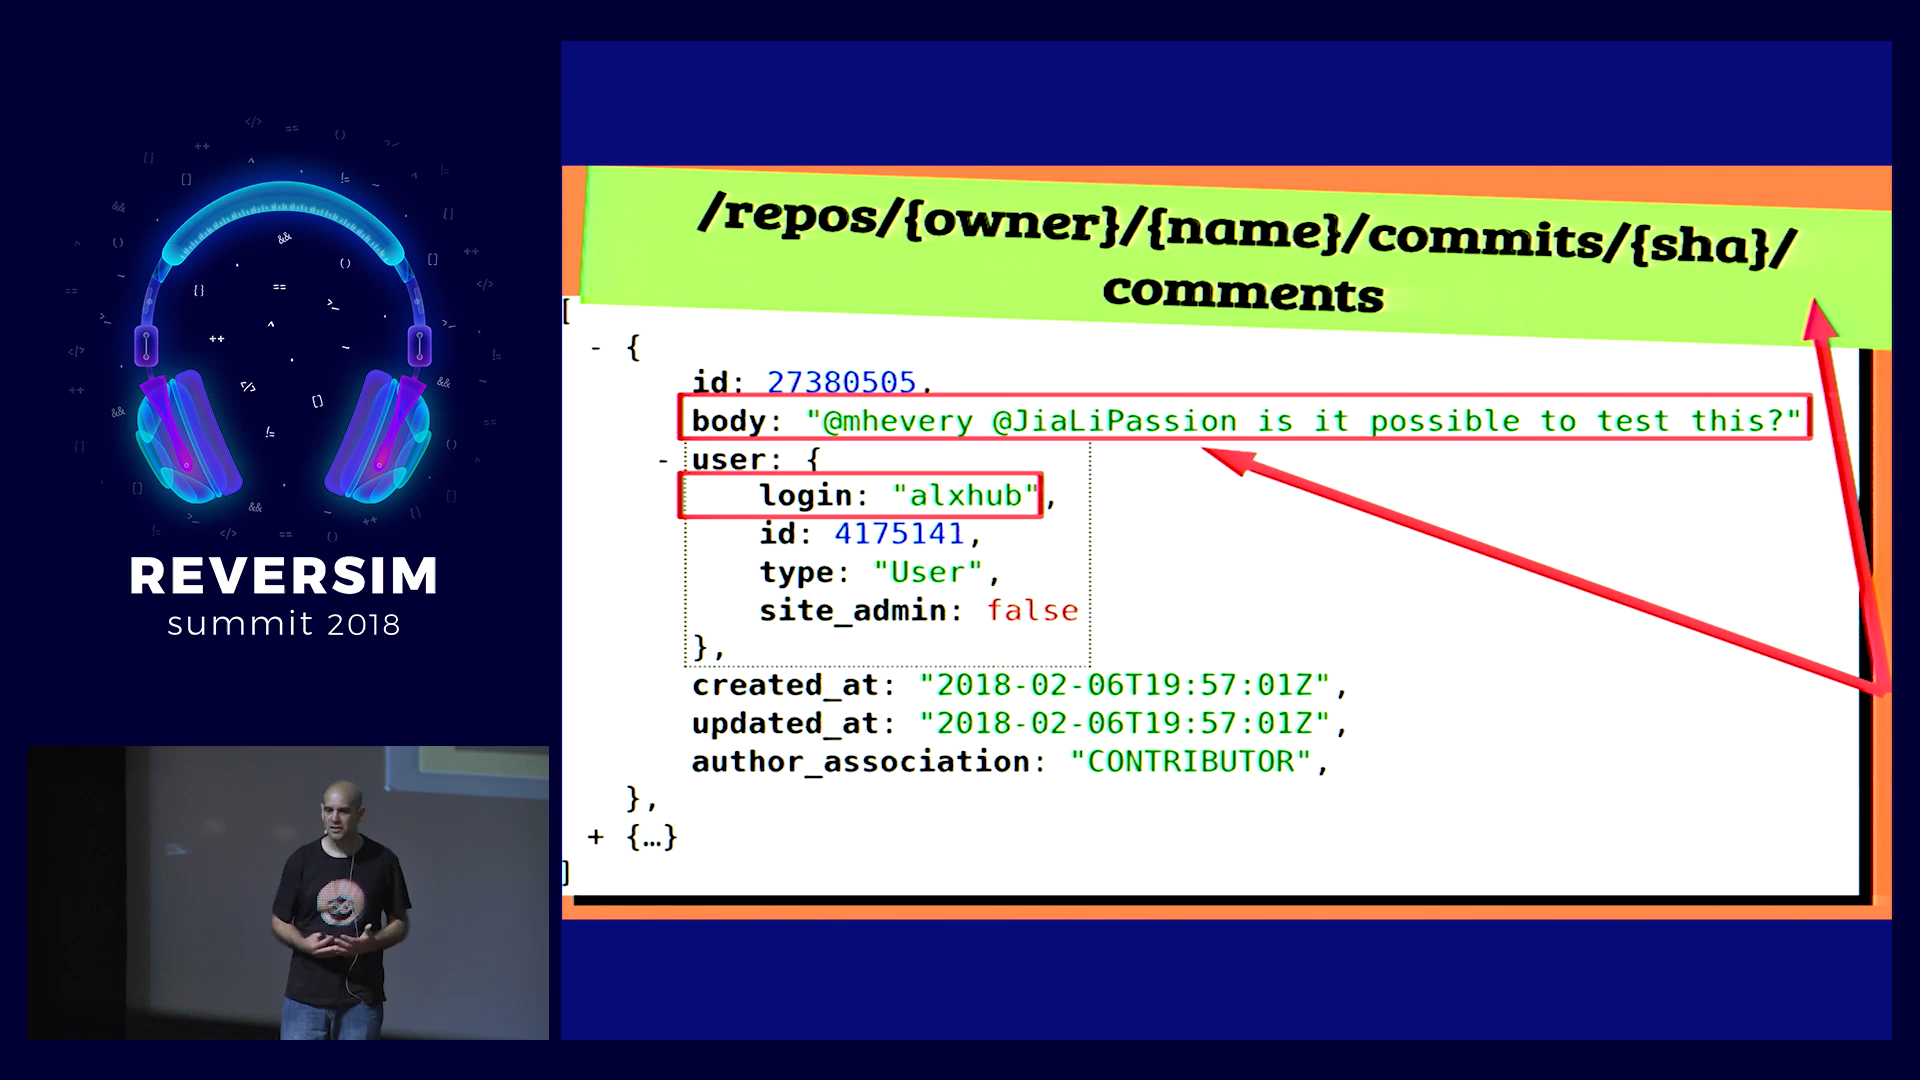 REVERSIM
summit 2018
/repos/{owner}/{name}/commits/{sha}/
comments
[
- {
id: 27380505,
body: "@mhevery @JiaLiPassion is it possible to test this?"
- user: {
login: "alxhub",
id: 4175141,
type: "User",
site_admin: false
},
created_at: "2018-02-06T19:57:01Z",
updated_at: "2018-02-06T19:57:01Z",
author_association: "CONTRIBUTOR",
},
+ {…}
]